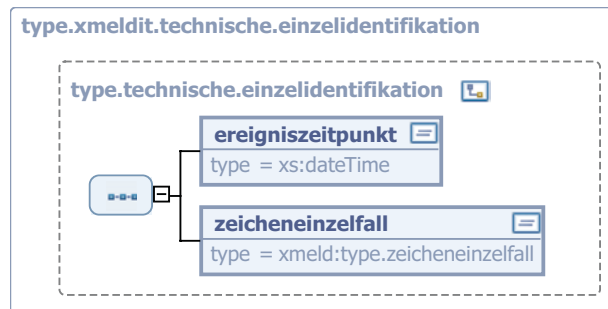 type.xmeldit.technische.einzelidentifikation
type.technische.einzelidentifikation
ereigniszeitpunkt
type = xs:dateTime
zeicheneinzelfall
type = xmeld:type.zeicheneinzelfall